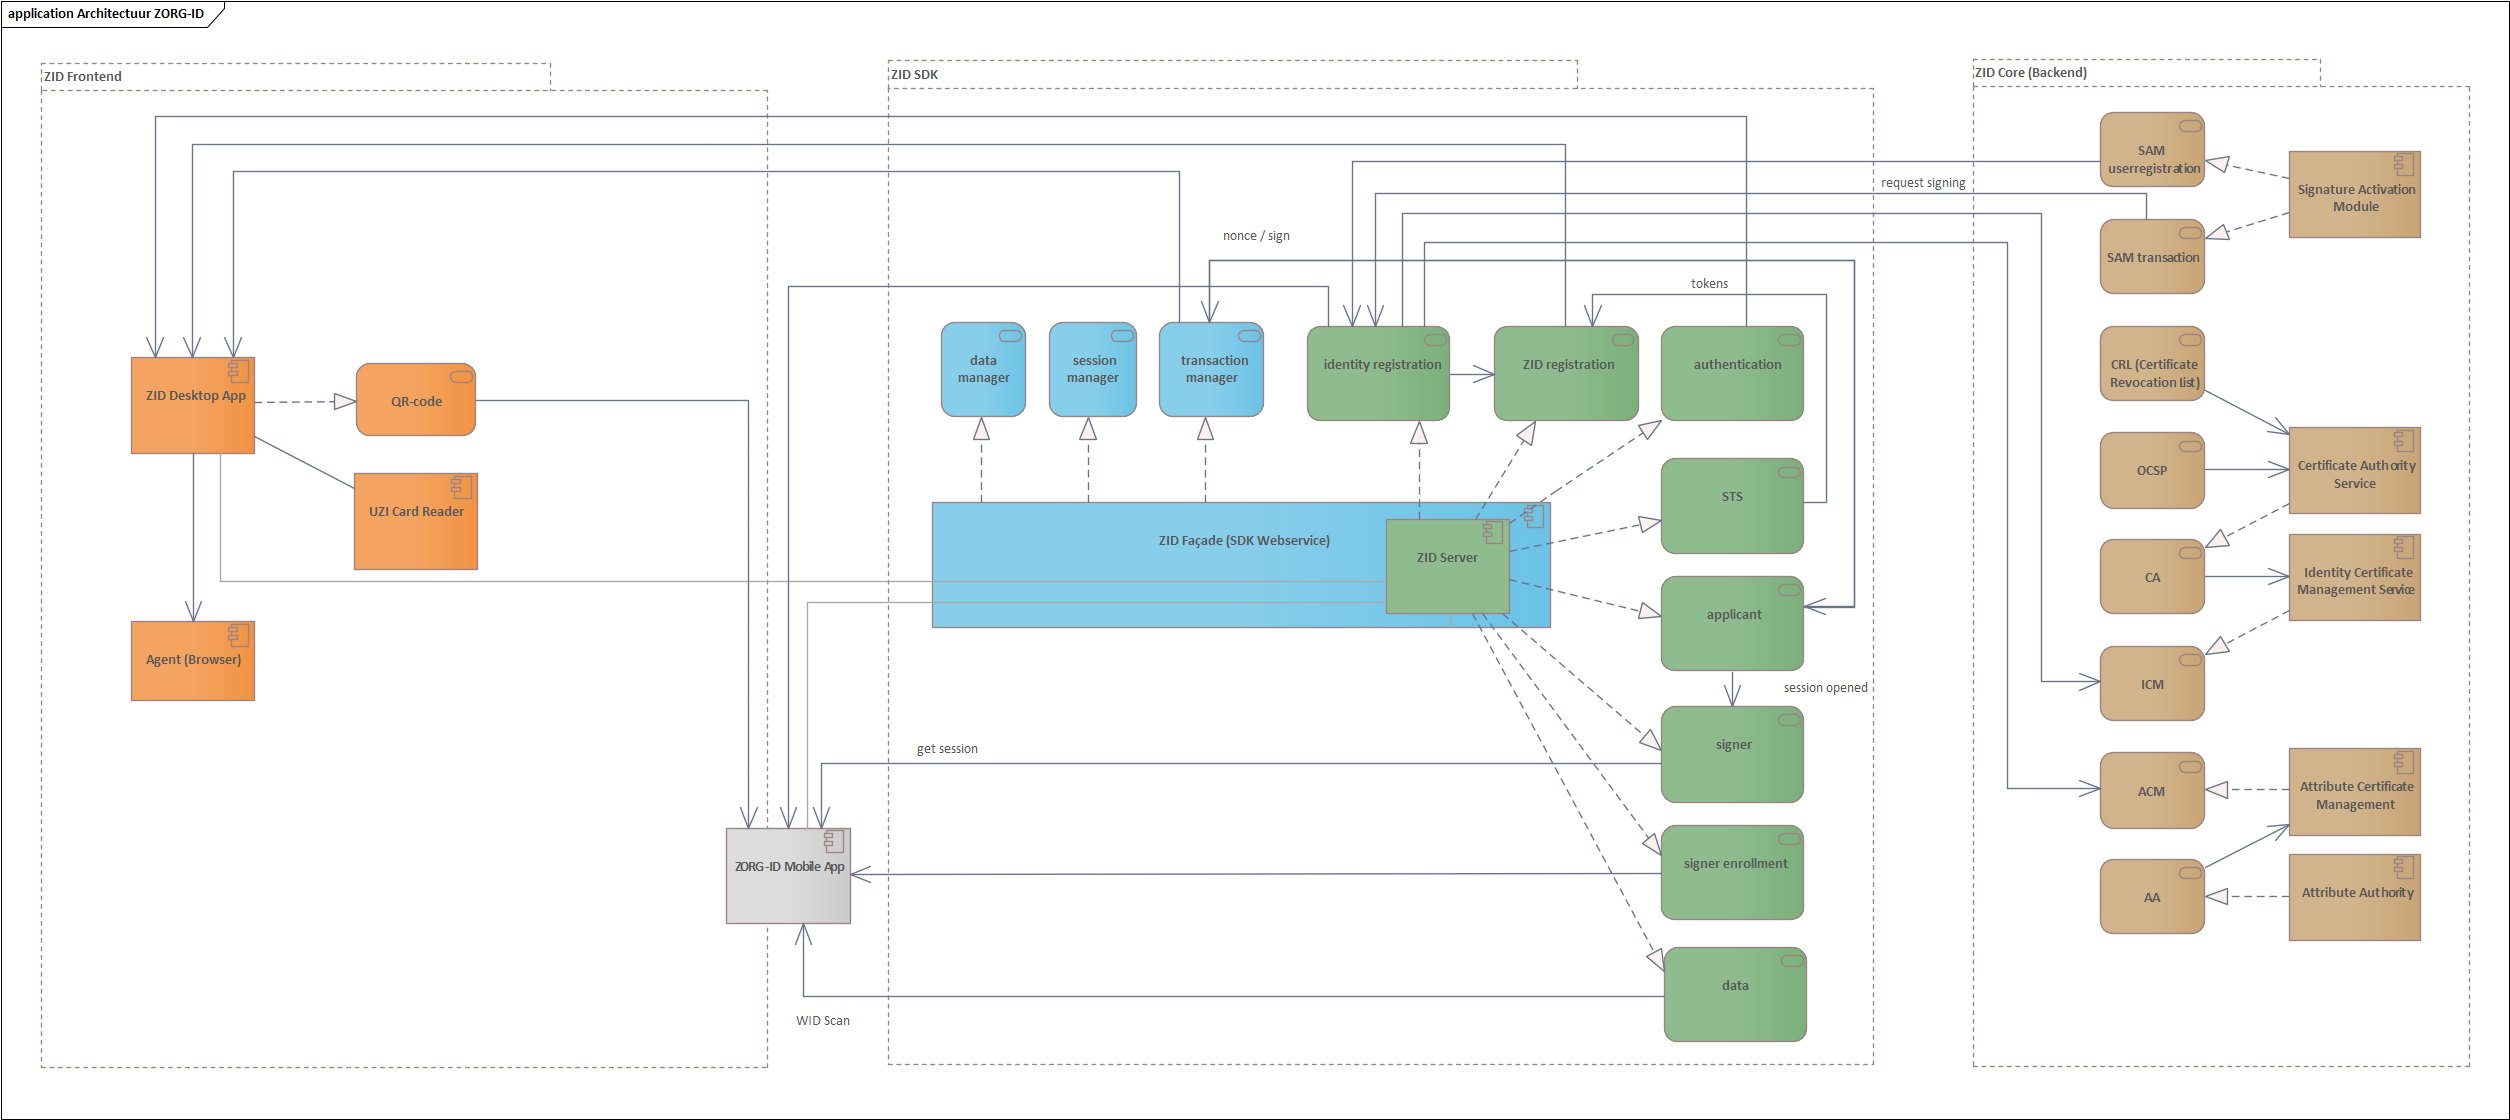 application Architectuur ZORG-ID
ZID Frontend
ZID SDK
ZID Core (Backend)
SAM
userregistration
Signature Activation
Module
request signing
nonce / sign
SAM transaction
tokens
data
manager
session
manager
transaction
manager
identity registration
ZID registration
authentication
CRL (Certificate
Revocation List)
ZID Desktop App
QR-code
OCSP
Certificate Authority
Service
STS
UZI Card Reader
ZID Façade (SDK Webservice)
ZID Server
CA
Identity Certificate
Management Service
applicant
Agent (Browser)
session opened
ICM
signer
get session
ACM
Attribute Certificate
Management
ZORG-ID Mobile App
signer enrollment
AA
Attribute Authority
data
WID Scan